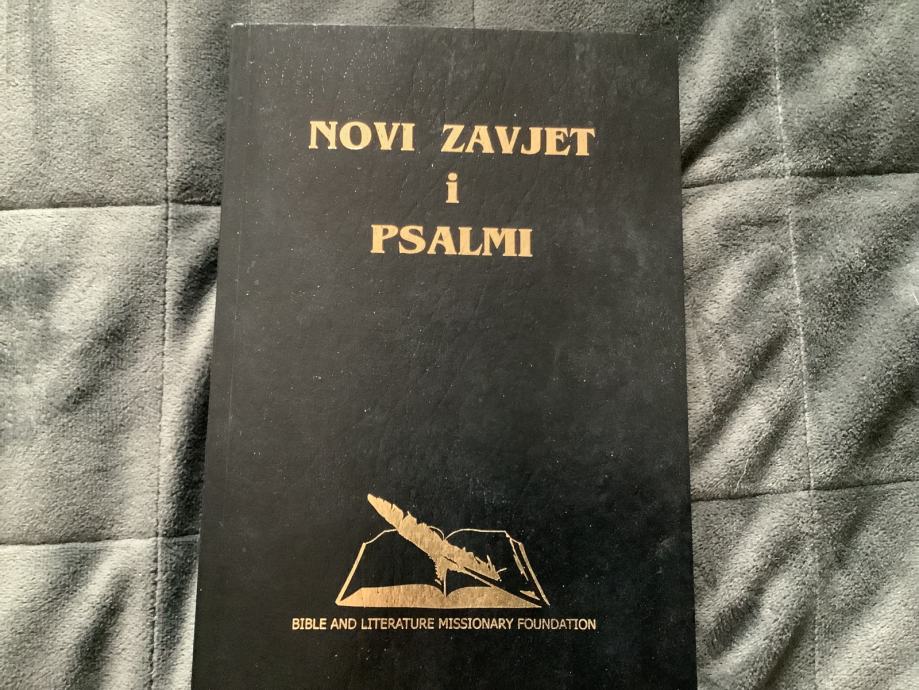 NOVI ZAVJET
i
PSALMI
BIBLE AND LITERATURE MISSIONARY FOUNDATION